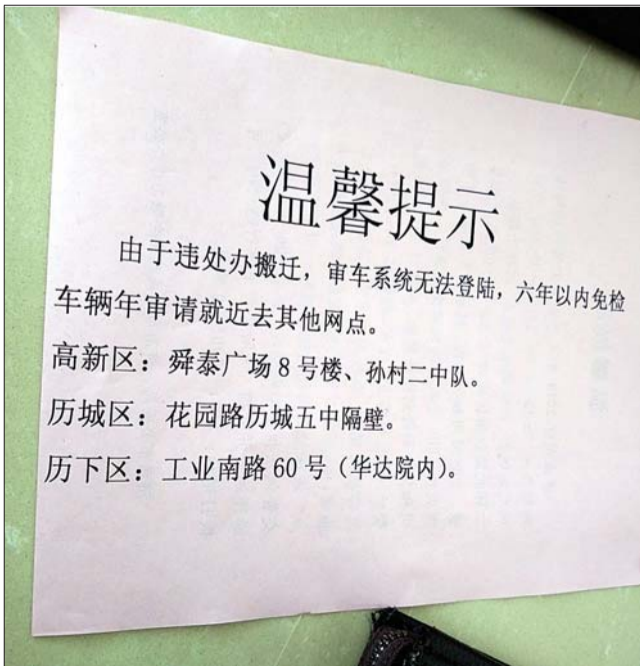 温馨提示
由于违处办搬迁，审车系统无法登陆，六年以内免检
车辆年审请就近去其他网点。
高新区：舜泰广场 8 号楼、孙村二中队。
历城区：花园路历城五中隔壁。
历下区：工业南路 60 号（华达院内）。